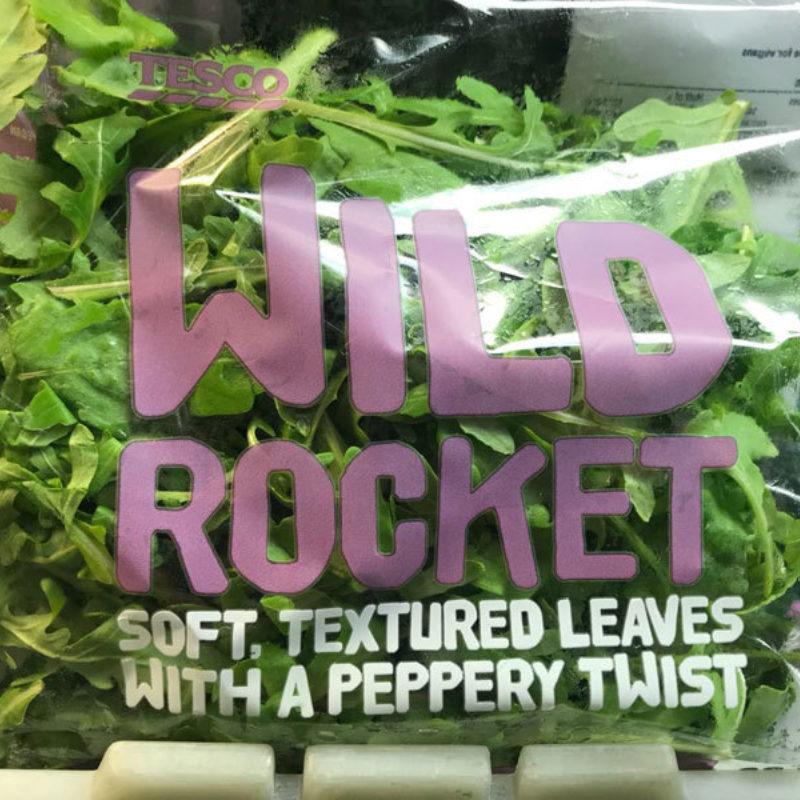 TESCO
WILD
ROCKET
SOFT, TEXTURED LEAVES
WITH A PEPPERY TWIST